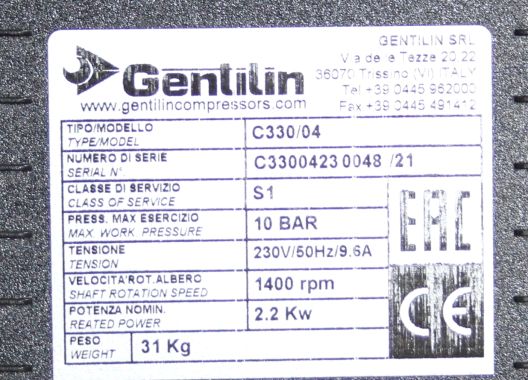 GENTILIN SRL
Via delle Tezze 20,22
36070 Trissino (VI) ITALY
Tel +39 0445 962000
Fax +39 0445 491412
Gentilin
www.gentilincompressors.com
TIPO/MODELLO
TYPE/MODEL
C330/04
NUMERO DI SERIE
SERIAL N°.
C33004230048 /21
CLASSE DI SERVIZIO
CLASS OF SERVICE
S1
PRESS. MAX ESERCIZIO
MAX WORK. PRESSURE
10 BAR
TENSIONE
TENSION
230V/50Hz/9.6A
VELOCITA'ROT.ALBERO
SHAFT ROTATION SPEED
1400 rpm
POTENZA NOMIN.
REATED POWER
2.2 Kw
PESO
WEIGHT
31 Kg
EAC
CE